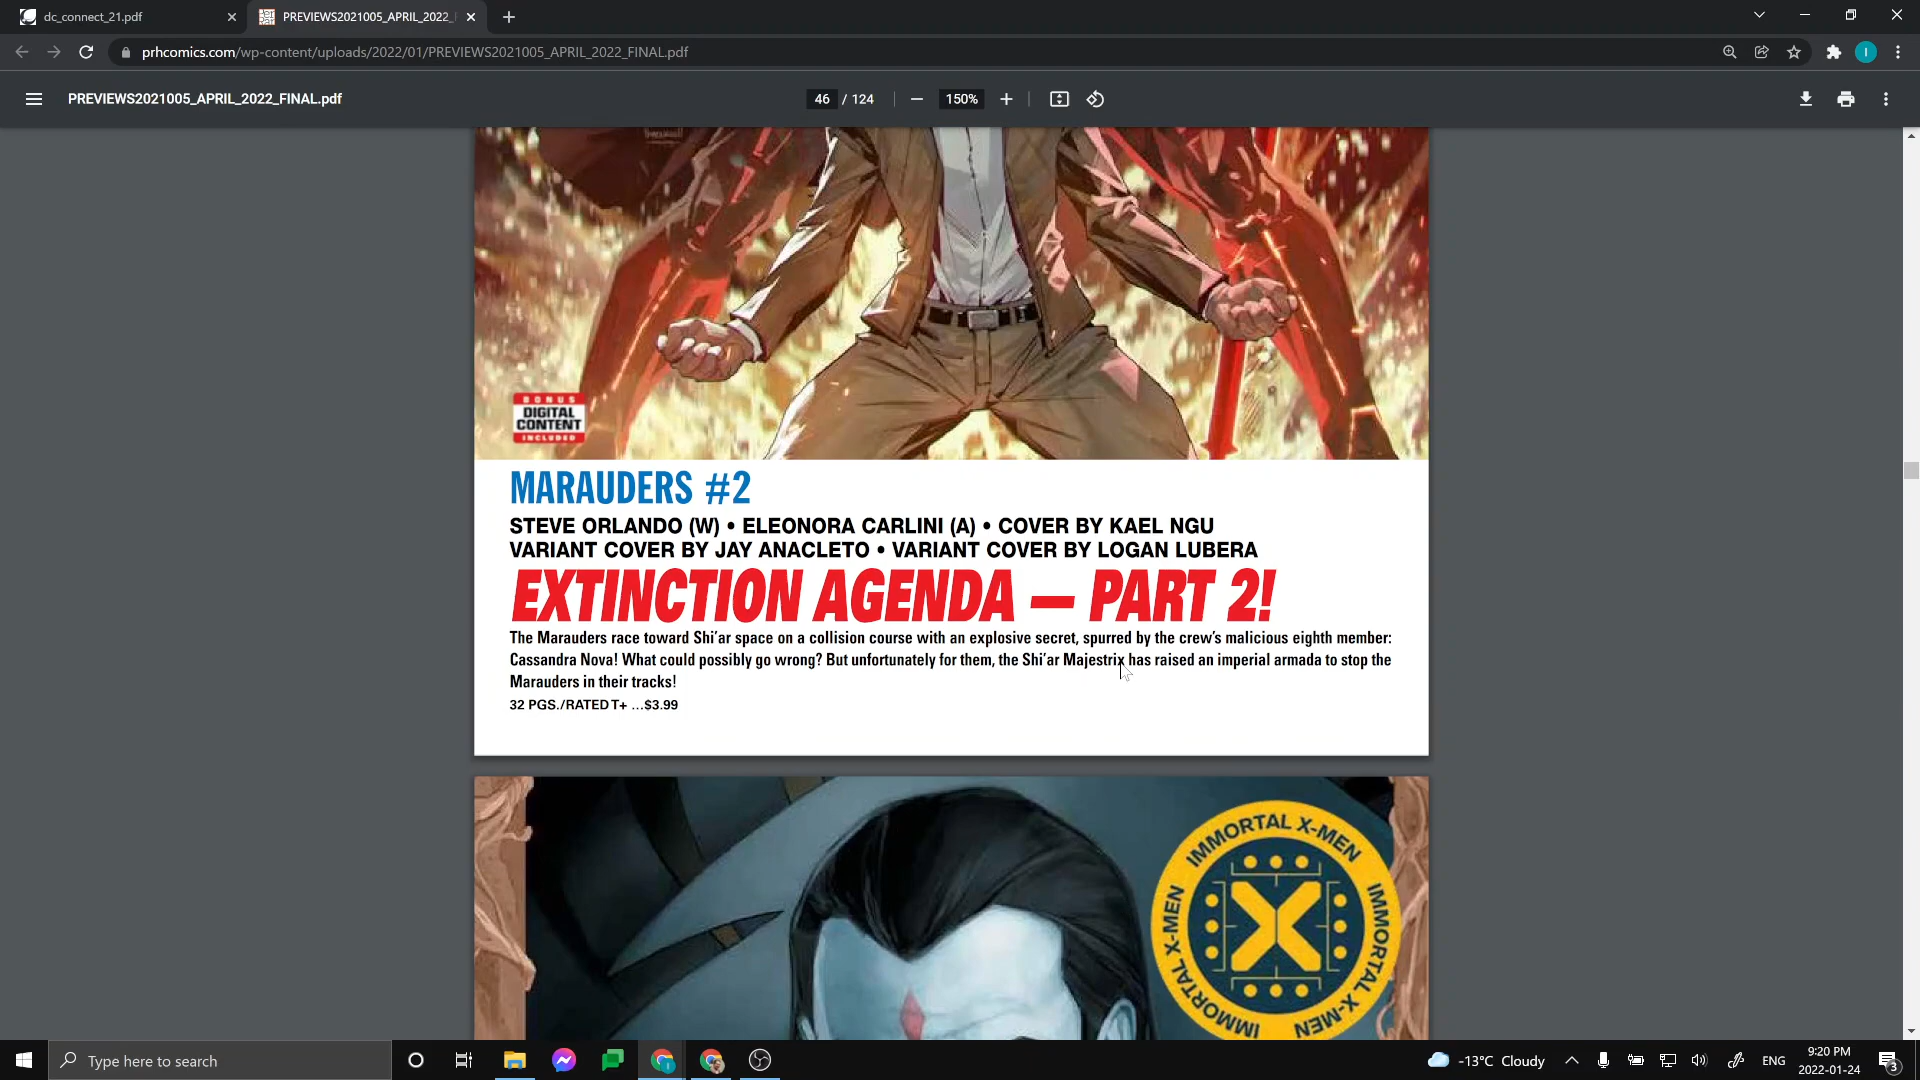 dc_connect_21.pdf
PREVIEWS2021005_APRIL_2022_F
prhcomics.com/wp-content/uploads/2022/01/PREVIEWS2021005_APRIL_2022_FINAL.pdf
I
PREVIEWS2021005_APRIL_2022_FINAL.pdf
46 / 124
150%
BONUS
DIGITAL
CONTENT
INCLUDED
MARAUDERS #2
STEVE ORLANDO (W) • ELEONORA CARLINI (A) • COVER BY KAEL NGU
VARIANT COVER BY JAY ANACLETO • VARIANT COVER BY LOGAN LUBERA
EXTINCTION AGENDA — PART 2!
The Marauders race toward Shi'ar space on a collision course with an explosive secret, spurred by the crew's malicious eighth member:
Cassandra Nova! What could possibly go wrong? But unfortunately for them, the Shi'ar Majestrix has raised an imperial armada to stop the
Marauders in their tracks!
32 PGS./RATED T+ ...$3.99
IMMORTAL X-MEN
IMMORTAL X-MEN
IMMORTAL X-MEN
IMMO
X-MEN
X
Type here to search
-13°C Cloudy
ENG
9:20 PM
2022-01-24
3